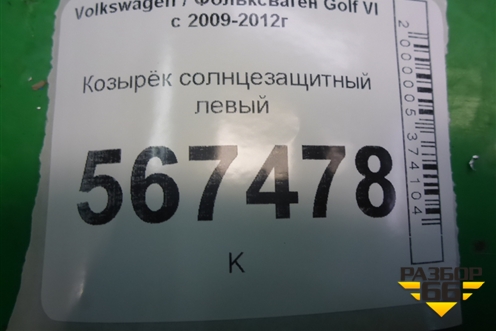 Volkswagen / Фольксваген Golf VI
с 2009-2012г
Козырёк солнцезащитный
левый
567478
К
2000005374104
РАЗБОР
66